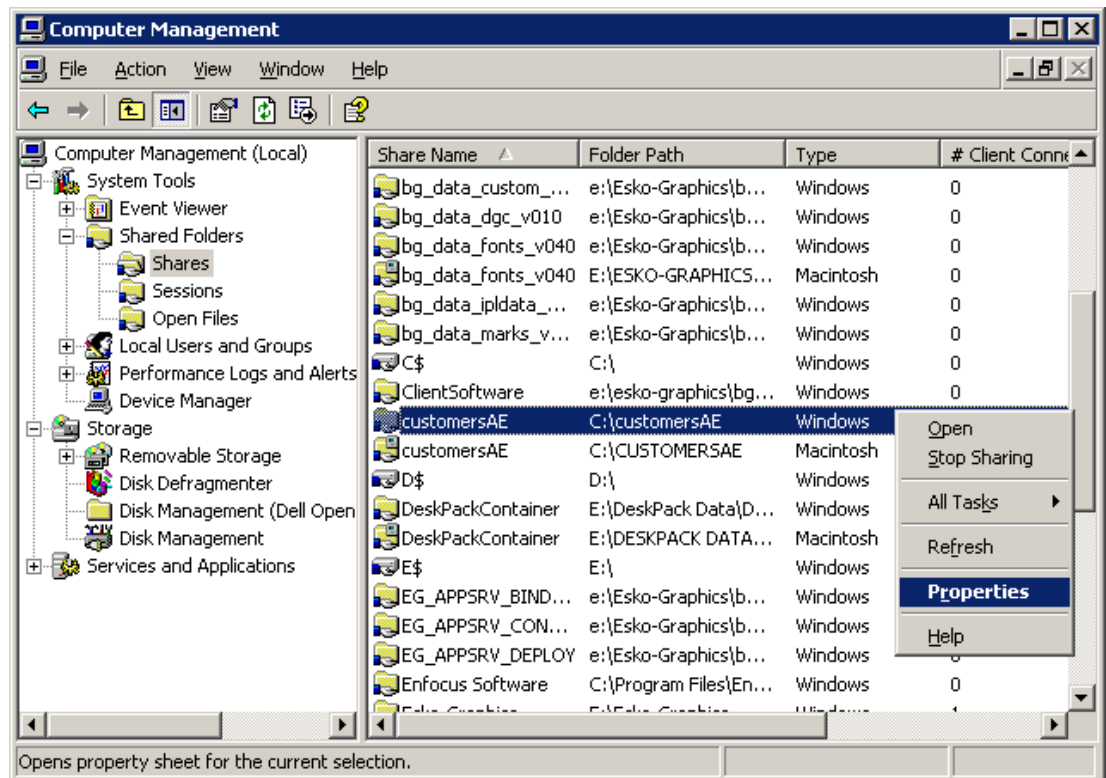 Computer Management
File Action View Window Help
Computer Management (Local)
System Tools
Event Viewer
Shared Folders
Shares
Sessions
Open Files
Local Users and Groups
Performance Logs and Alerts
Device Manager
Storage
Removable Storage
Disk Defragmenter
Disk Management (Dell Open
Disk Management
Services and Applications
Share Name Folder Path Type # Client Conne
bg_data_custom_... e:\Esko-Graphics\b... Windows 0
bg_data_dgc_v010 e:\Esko-Graphics\b... Windows 0
bg_data_fonts_v040 e:\Esko-Graphics\b... Windows 0
bg_data_fonts_v040 E:\ESKO-GRAPHICS... Macintosh 0
bg_data_ipldata_... e:\Esko-Graphics\b... Windows 0
bg_data_marks_v... e:\Esko-Graphics\b... Windows 0
C$ C:\ Windows 0
ClientSoftware e:\esko-graphics\bg... Windows 0
customersAE C:\customersAE Windows
customersAE C:\CUSTOMERSAE Macintosh
D$ D:\ Windows
DeskPackContainer E:\DeskPack Data\D... Windows
DeskPackContainer E:\DESKPACK DATA... Macintosh
E$ E:\ Windows
EG_APPSRV_BIND... e:\Esko-Graphics\b... Windows
EG_APPSRV_CON... e:\Esko-Graphics\b... Windows
EG_APPSRV_DEPLOY e:\Esko-Graphics\b... Windows
Enfocus Software C:\Program Files\En... Windows 0
Open
Stop Sharing
All Tasks
Refresh
Properties
Help
Opens property sheet for the current selection.